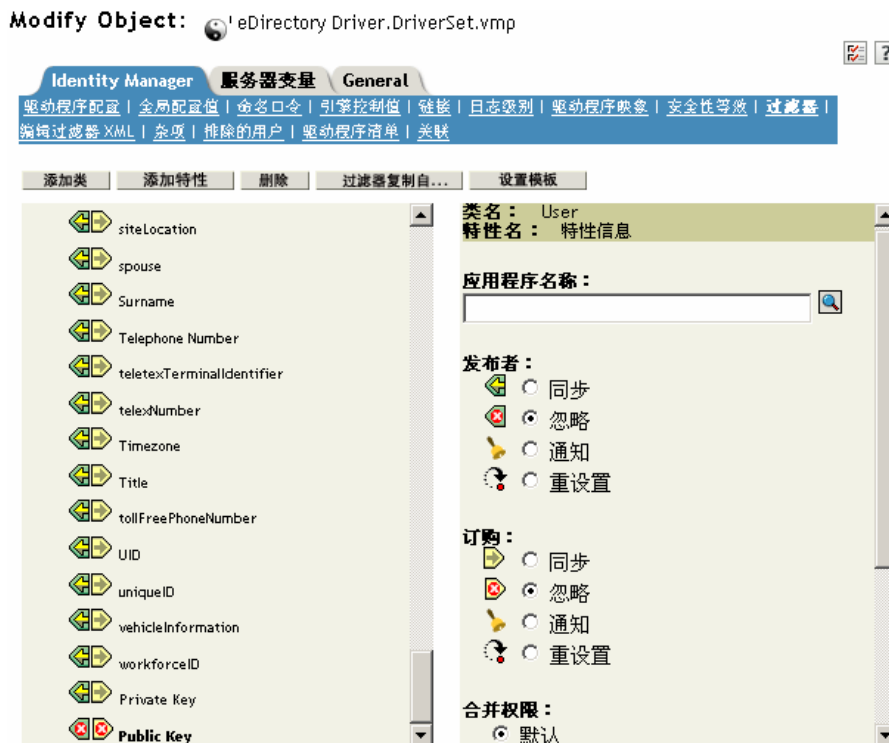 Modify Object: eDirectory Driver.DriverSet.vmp
?
Identity Manager 服务器变量 General
驱动程序配置 | 全局配置值 | 命名口令 | 引擎控制值 | 链接 | 日志级别 | 驱动程序映象 | 安全性等效 | 过滤器 |
编辑过滤器 XML | 杂项 | 排除的用户 | 驱动程序清单 | 关联
添加类 添加特性 删除 过滤器复制自... 设置模板
siteLocation
spouse
Surname
Telephone Number
teletexTerminalIdentifier
telexNumber
Timezone
Title
tollFreePhoneNumber
UID
uniqueID
vehicleInformation
workforceID
Private Key
Public Key
类名： User
特性名： 特性信息
应用程序名称：
发布者：
同步
忽略
通知
重设置
订购：
同步
忽略
通知
重设置
合并权限：
默认